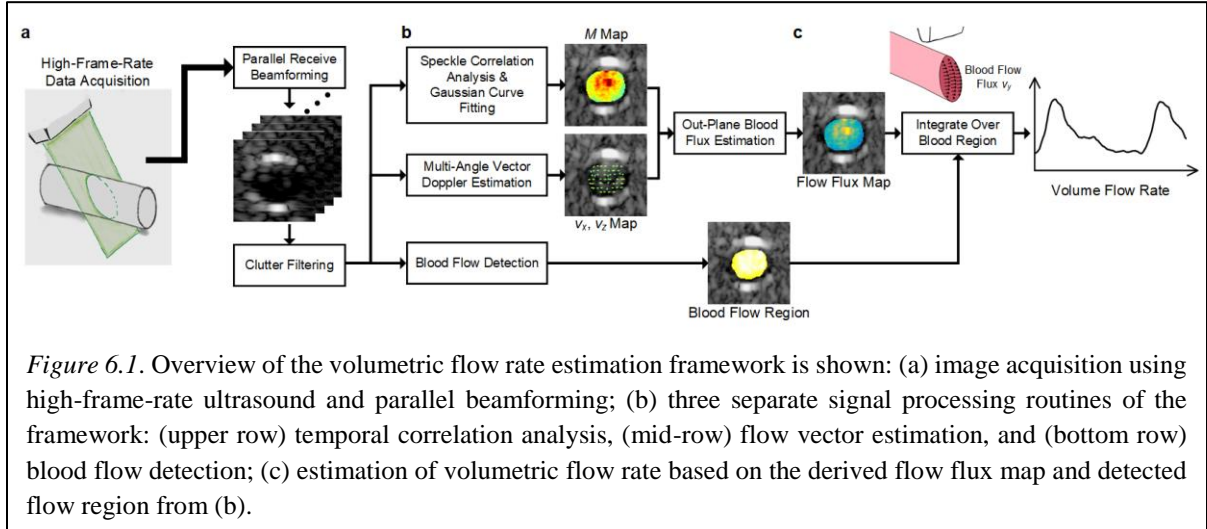 a
High-Frame-Rate
Data Acquisition
Parallel Receive
Beamforming
Clutter Filtering
b
Speckle Correlation
Analysis &
Gaussian Curve
Fitting
M Map
Multi-Angle Vector
Doppler Estimation
vx, vz Map
Blood Flow Detection
Blood Flow Region
Out-Plane Blood
Flux Estimation
c
Flow Flux Map
Blood Flow
Flux vy
Integrate Over
Blood Region
Volume Flow Rate
Figure 6.1. Overview of the volumetric flow rate estimation framework is shown: (a) image acquisition using
high-frame-rate ultrasound and parallel beamforming; (b) three separate signal processing routines of the
framework: (upper row) temporal correlation analysis, (mid-row) flow vector estimation, and (bottom row)
blood flow detection; (c) estimation of volumetric flow rate based on the derived flow flux map and detected
flow region from (b).